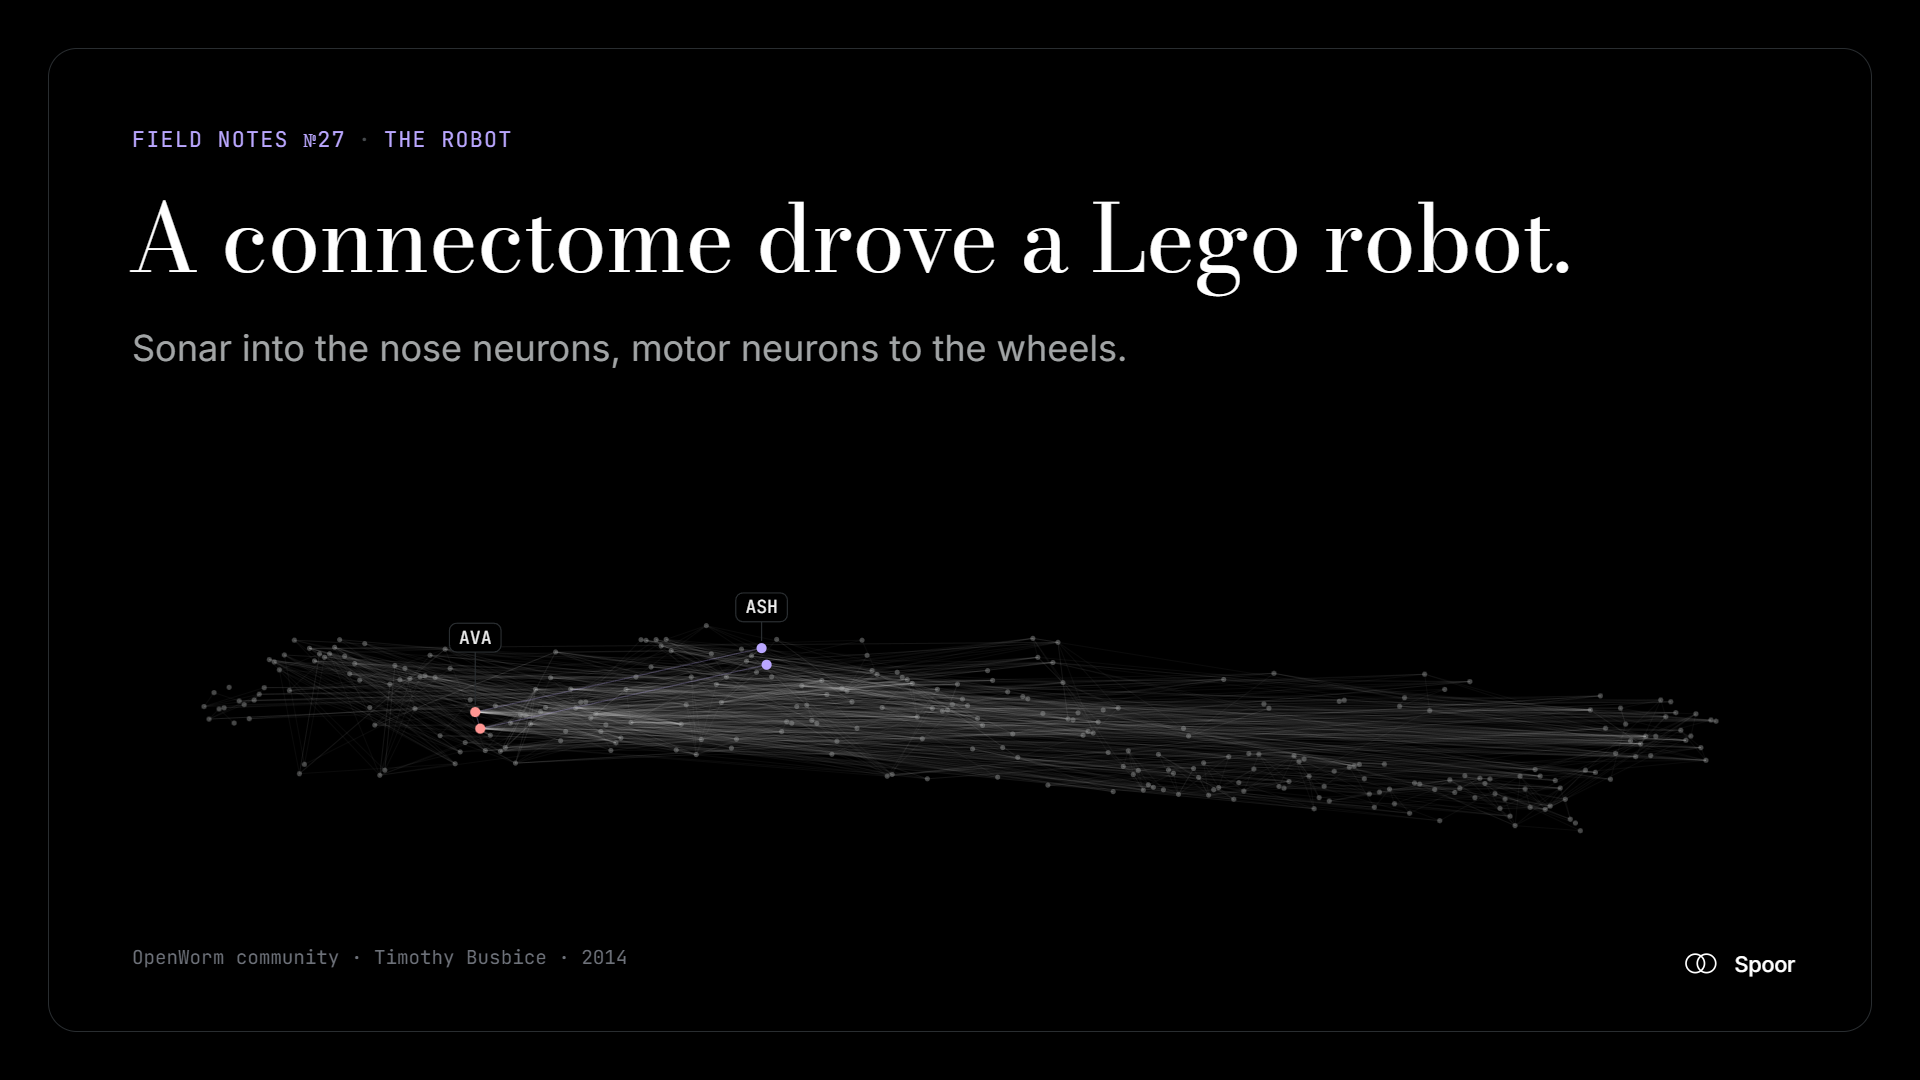 FIELD NOTES №27 · THE ROBOT
A connectome drove a Lego robot.
Sonar into the nose neurons, motor neurons to the wheels.
ASH
AVA
OpenWorm community · Timothy Busbice · 2014
Spoor